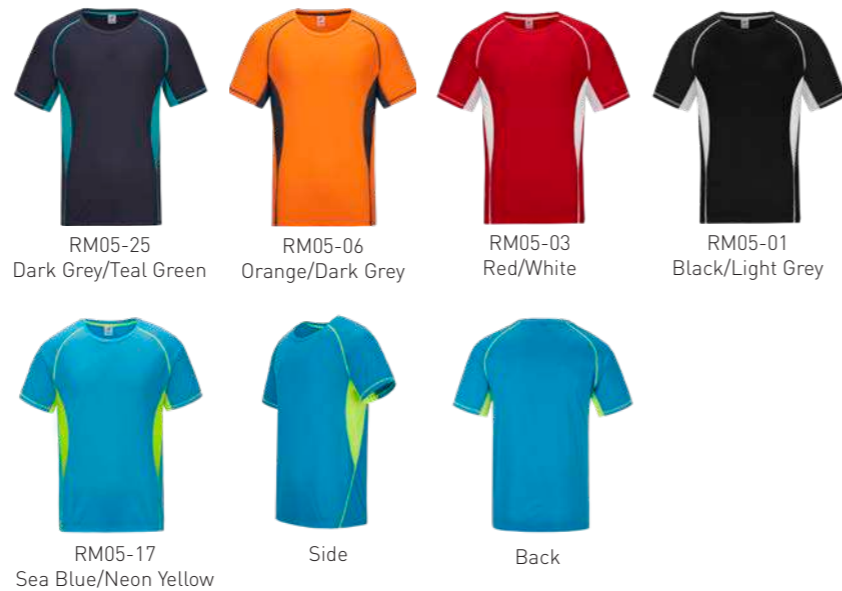 RM05-25
Dark Grey/Teal Green
RM05-06
Orange/Dark Grey
RM05-03
Red/White
RM05-01
Black/Light Grey
RM05-17
Sea Blue/Neon Yellow
Side
Back